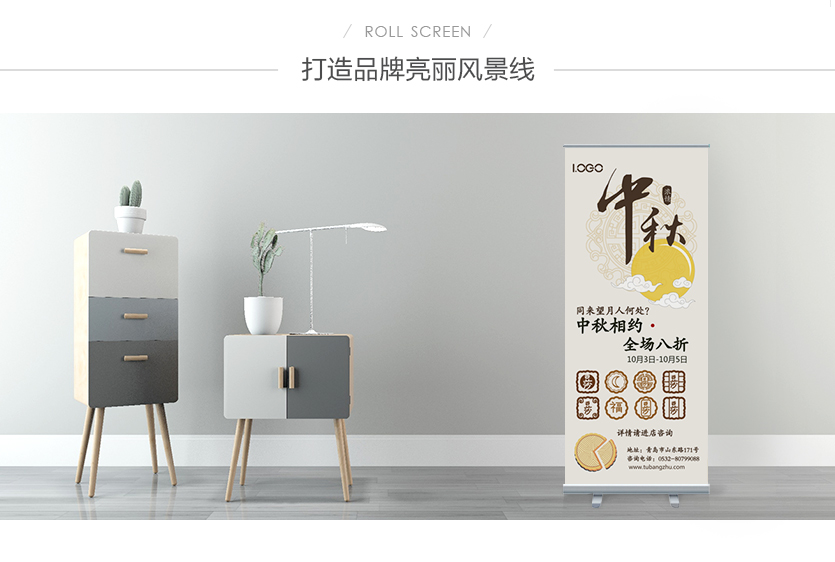 ROLL SCREEN
打造品牌亮丽风景线
LOGO
中秋
同来望月人何处?
中秋相约·
全场八折
10月3日-10月5日
福
详情请进店咨询
地址:青岛市山东路171号
咨询电话:0532-80799088
www.tubangzhu.com